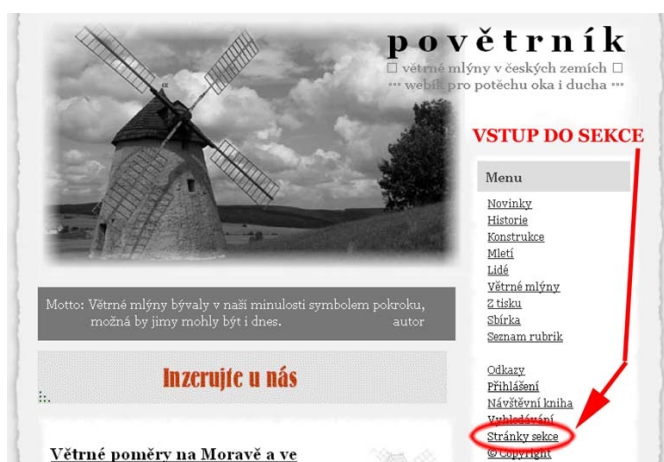 povětrník
□ větrné mlýny v českých zemích □
*** webík pro potěchu oka i ducha ***
VSTUP DO SEKCE
Menu
Novinky
Historie
Konstrukce
Mletí
Lidé
Větrné mlýny
Z tisku
Sbírka
Seznam rubrik
Odkazy
Přihlášení
Návštěvní kniha
Vyhledávání
Stránky sekce
© Copyright
Motto: Větrné mlýny bývaly v naší minulosti symbolem pokroku,
možná by jimy mohly být i dnes. autor
Inzerujte u nás
Větrné poměry na Moravě a ve